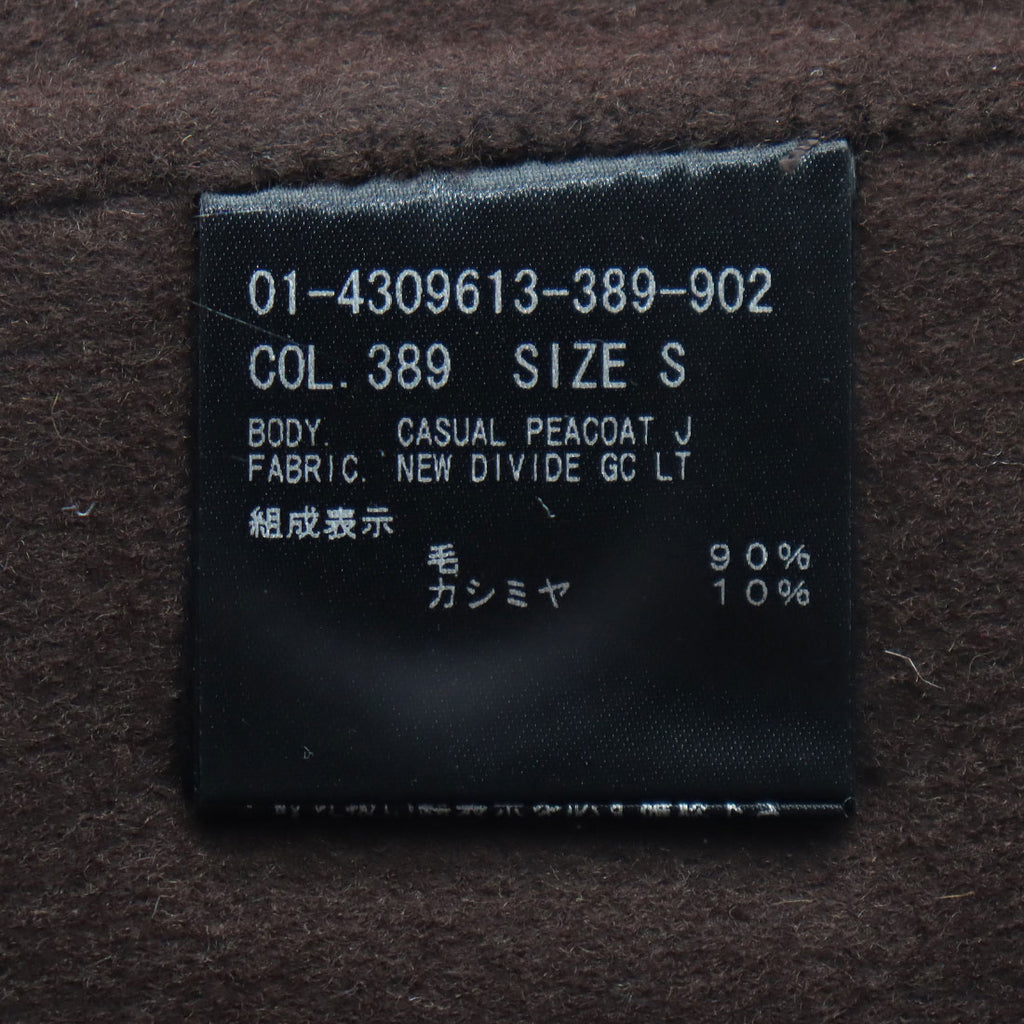 01-4309613-389-902
COL. 389 SIZE S
BODY. CASUAL PEACOAT J
FABRIC. NEW DIVIDE GC LT
組成表示
毛 90%
カシミヤ 10%